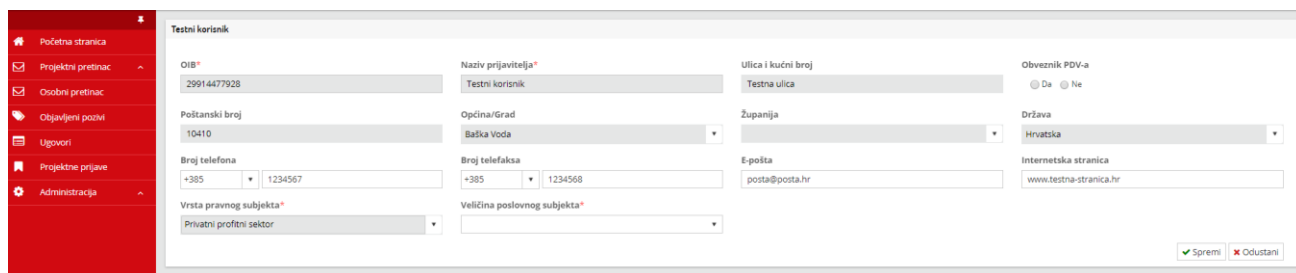 Početna stranica
Projektni pretinac
Osobni pretinac
Objavljeni pozivi
Ugovori
Projektne prijave
Administracija
Testni korisnik
OIB* Naziv prijavitelja* Ulica i kućni broj Obveznik PDV-a
29914477928 Testni korisnik Testna ulica Da Ne
Poštanski broj Općina/Grad Županija Država
10410 Baška Voda Hrvatska
Broj telefona Broj telefaksa E-pošta Internetska stranica
+385 1234567 +385 1234568 posta@posta.hr www.testna-stranica.hr
Vrsta pravnog subjekta* Veličina poslovnog subjekta*
Privatni profitni sektor
Spremi Odustani